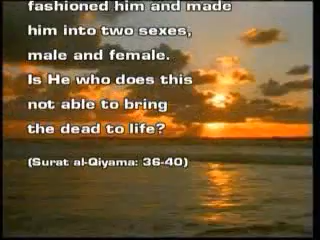 fashioned him and made
him into two sexes,
male and female.
Is He who does this
not able to bring
the dead to life?
(Surat al-Qiyama: 36-40)